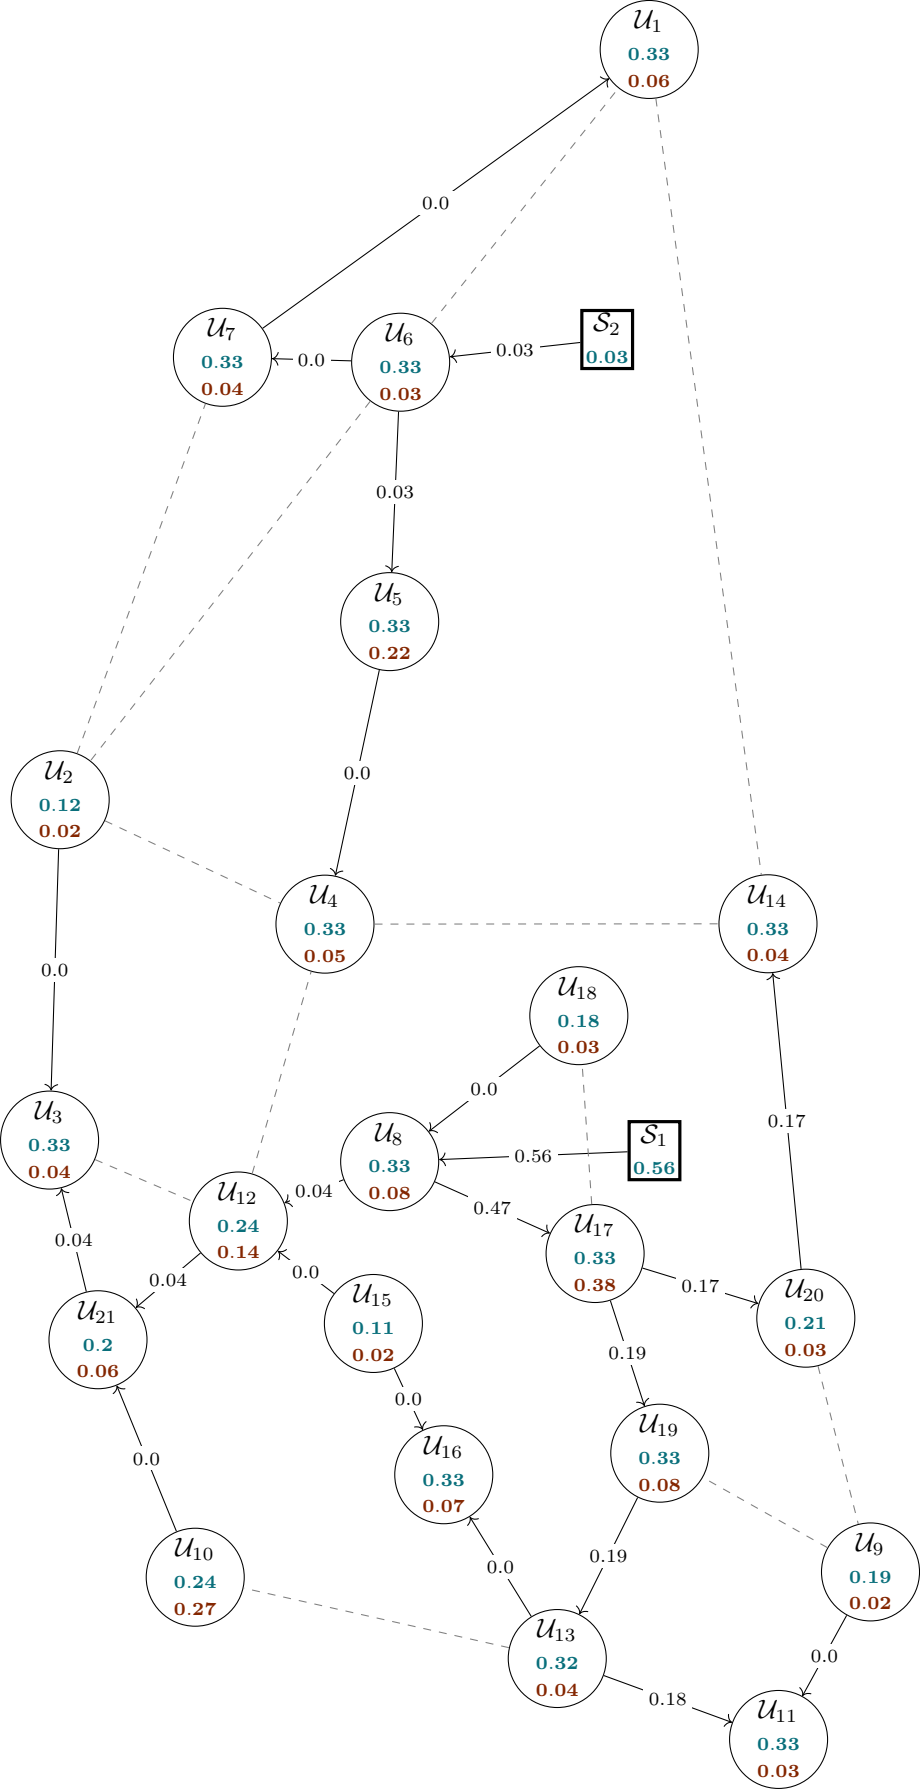 𝒰₁
0.33
0.06
0.0
𝒰₇
0.33
0.04
0.0
𝒰₆
0.33
0.03
0.03
𝒮₂
0.03
0.03
𝒰₅
0.33
0.22
0.0
𝒰₂
0.12
0.02
𝒰₄
0.33
0.05
𝒰₁₄
0.33
0.04
0.0
𝒰₁₈
0.18
0.03
0.0
𝒰₃
0.33
0.04
𝒰₈
0.33
0.08
0.56
𝒮₁
0.56
0.17
𝒰₁₂
0.24
0.14
0.04
0.47
𝒰₁₇
0.33
0.38
0.04
0.04
0.0
0.17
𝒰₂₁
0.2
0.06
𝒰₁₅
0.11
0.02
𝒰₂₀
0.21
0.03
0.19
0.0
𝒰₁₆
0.33
0.07
𝒰₁₉
0.33
0.08
0.0
𝒰₁₀
0.24
0.27
0.0
0.19
𝒰₉
0.19
0.02
𝒰₁₃
0.32
0.04
0.18
0.0
𝒰₁₁
0.33
0.03